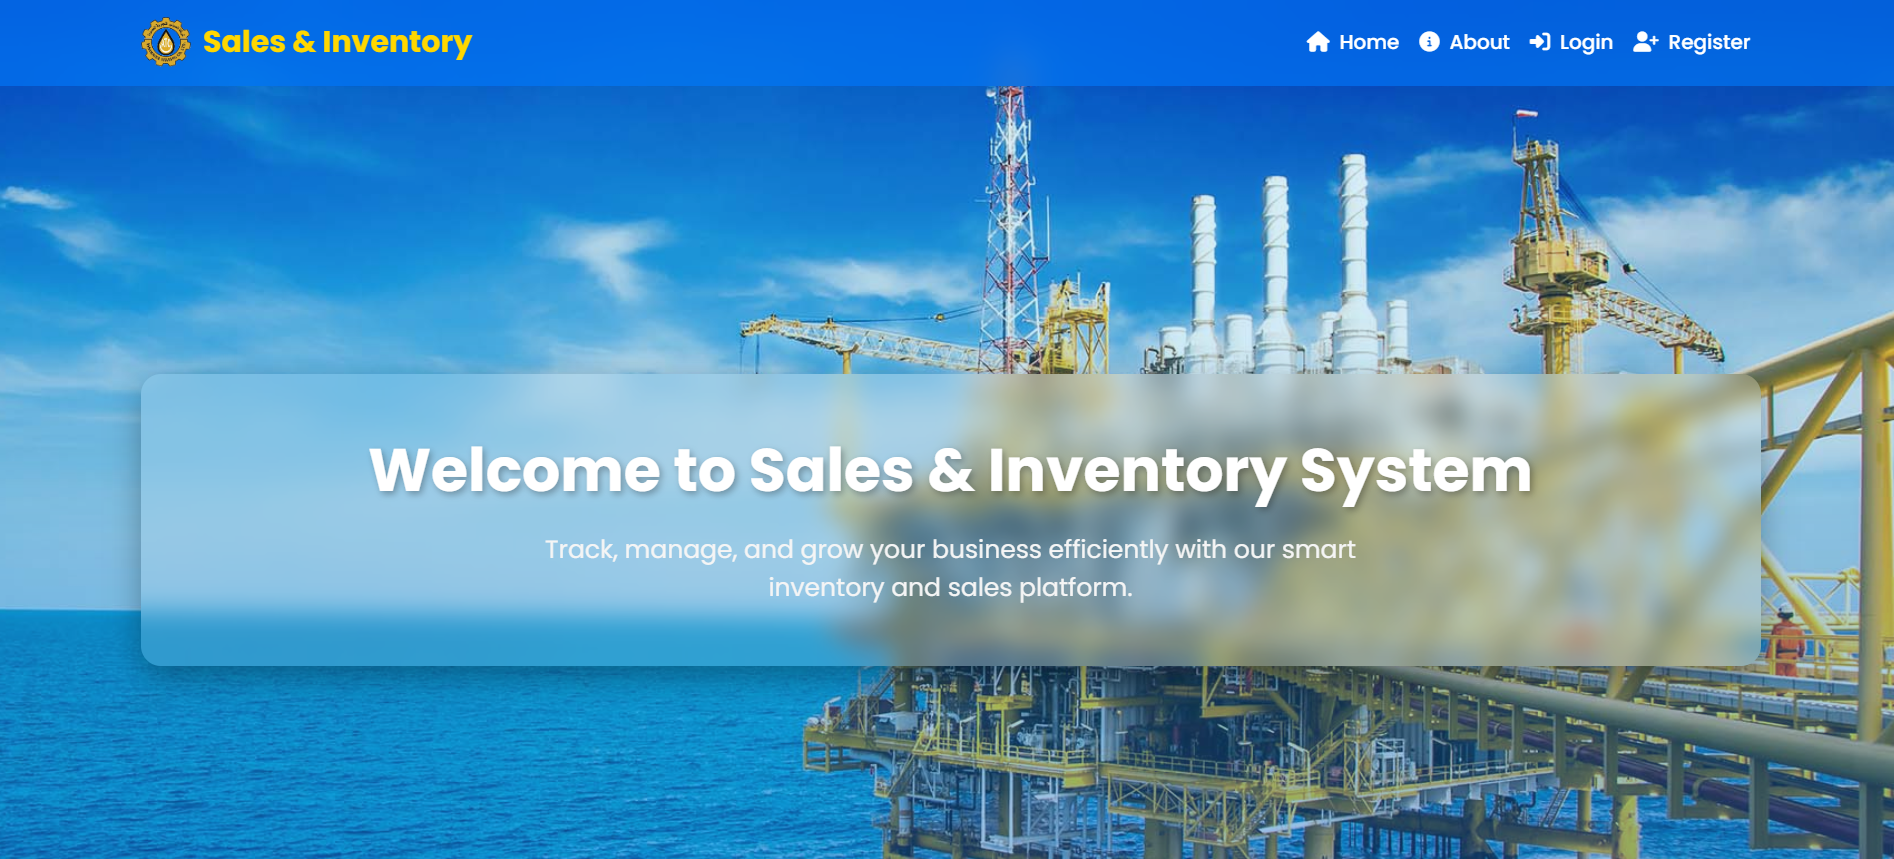 Sales & Inventory
Home About Login Register
Welcome to Sales & Inventory System
Track, manage, and grow your business efficiently with our smart
inventory and sales platform.